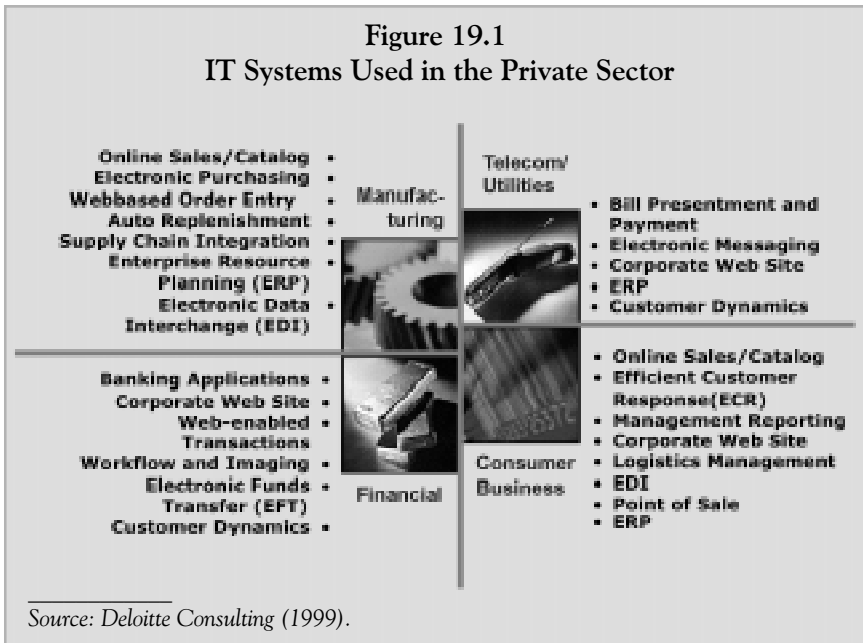 Figure 19.1
IT Systems Used in the Private Sector
Online Sales/Catalog •
Electronic Purchasing •
Webbased Order Entry •
Auto Replenishment •
Supply Chain Integration •
Enterprise Resource •
Planning (ERP)
Electronic Data •
Interchange (EDI)
Manufac-
turing
Telecom/
Utilities
• Bill Presentment and
Payment
• Electronic Messaging
• Corporate Web Site
• ERP
• Customer Dynamics
Banking Applications •
Corporate Web Site •
Web-enabled •
Transactions
Workflow and Imaging •
Electronic Funds •
Transfer (EFT)
Customer Dynamics •
Financial
Consumer
Business
• Online Sales/Catalog
• Efficient Customer
Response(ECR)
• Management Reporting
• Corporate Web Site
• Logistics Management
• EDI
• Point of Sale
• ERP
Source: Deloitte Consulting (1999).